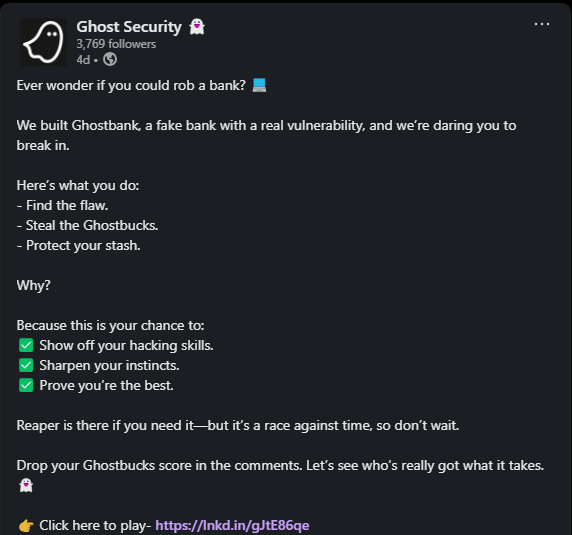 Ghost Security 👻
3,769 followers
4d •
Ever wonder if you could rob a bank? 💻
We built Ghostbank, a fake bank with a real vulnerability, and we’re daring you to
break in.
Here’s what you do:
- Find the flaw.
- Steal the Ghostbucks.
- Protect your stash.
Why?
Because this is your chance to:
✅ Show off your hacking skills.
✅ Sharpen your instincts.
✅ Prove you’re the best.
Reaper is there if you need it—but it’s a race against time, so don’t wait.
Drop your Ghostbucks score in the comments. Let’s see who’s really got what it takes.
👻
👉 Click here to play- https://lnkd.in/gJtE86qe